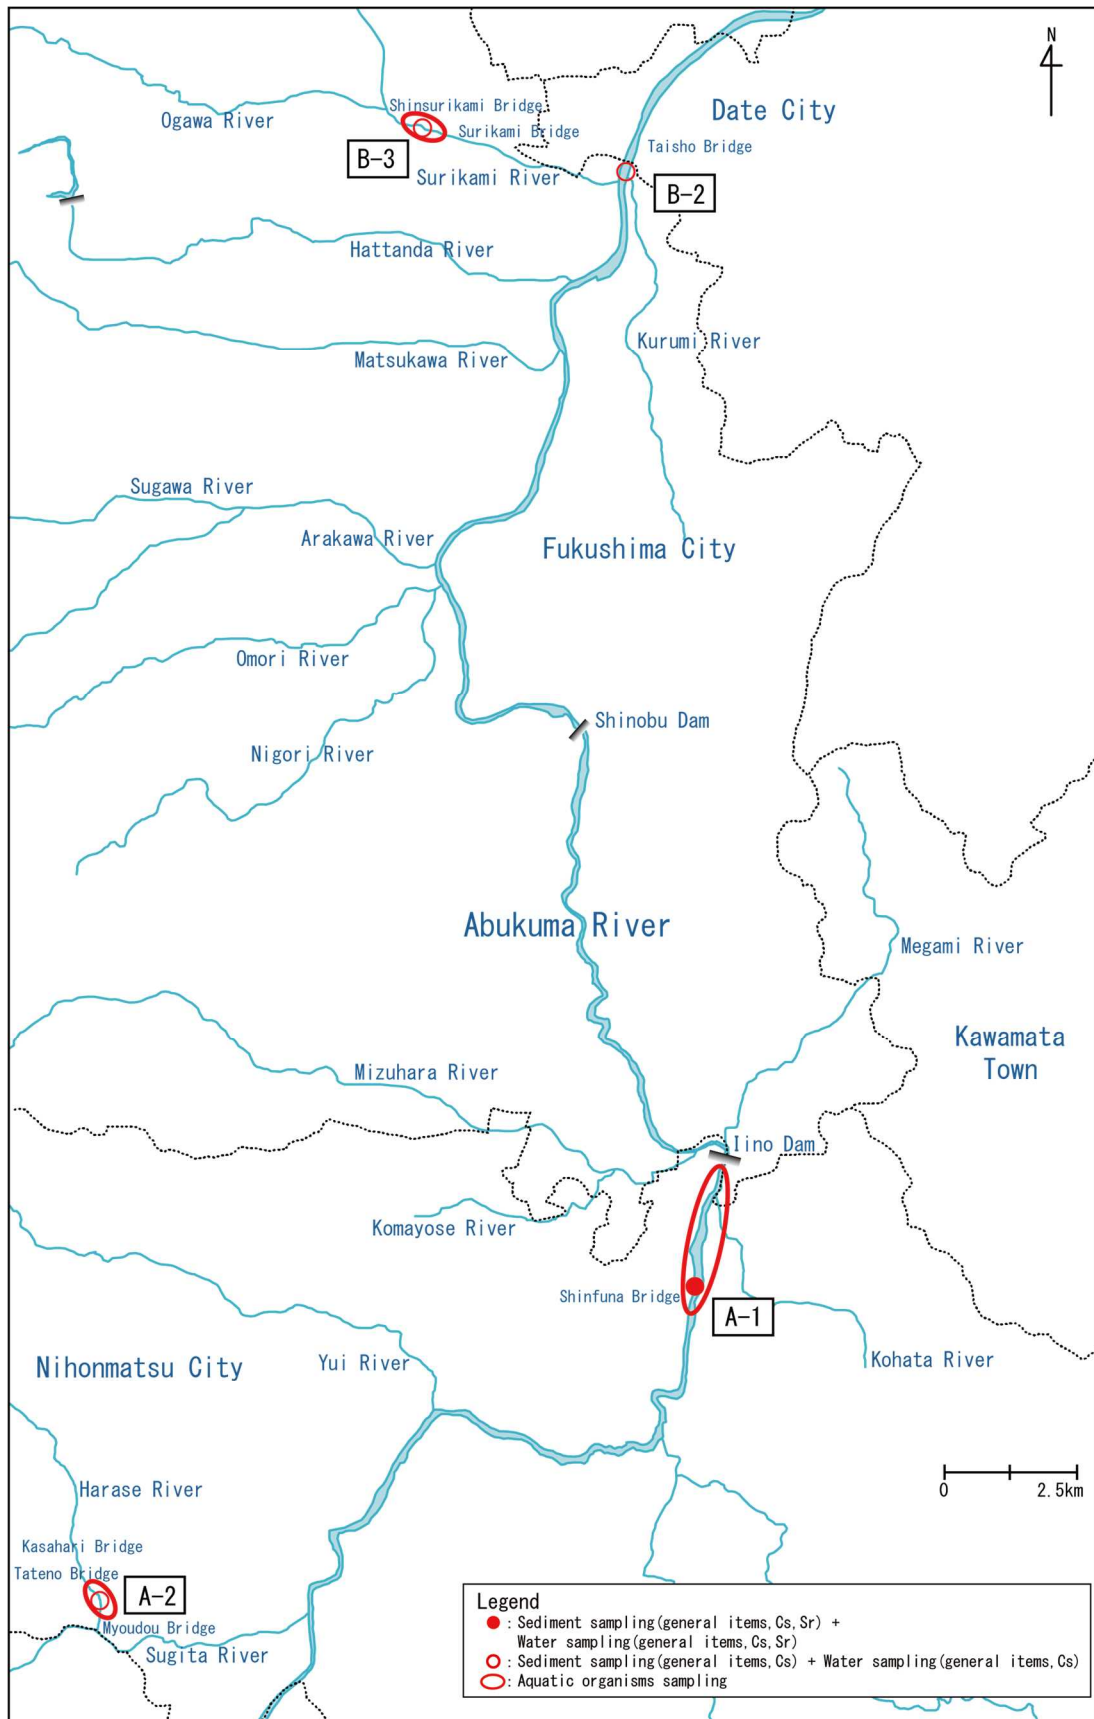 N
Date City
Shinsurikami Bridge
Ogawa River
Surikami Bridge
Taisho Bridge
B-3
Surikami River
B-2
Hattanda River
Kurumi River
Matsukawa River
Sugawa River
Arakawa River
Fukushima City
Omori River
Shinobu Dam
Nigori River
Abukuma River
Megami River
Kawamata
Town
Mizuhara River
Iino Dam
Komayose River
Shinfuna Bridge
A-1
Kohata River
Yui River
Nihonmatsu City
Harase River
0 2.5km
Kasahari Bridge
Tateno Bridge
A-2
Myoudou Bridge
Sugita River
Legend
: Sediment sampling(general items,Cs,Sr) +
Water sampling(general items,Cs,Sr)
: Sediment sampling(general items,Cs) + Water sampling(general items,Cs)
: Aquatic organisms sampling